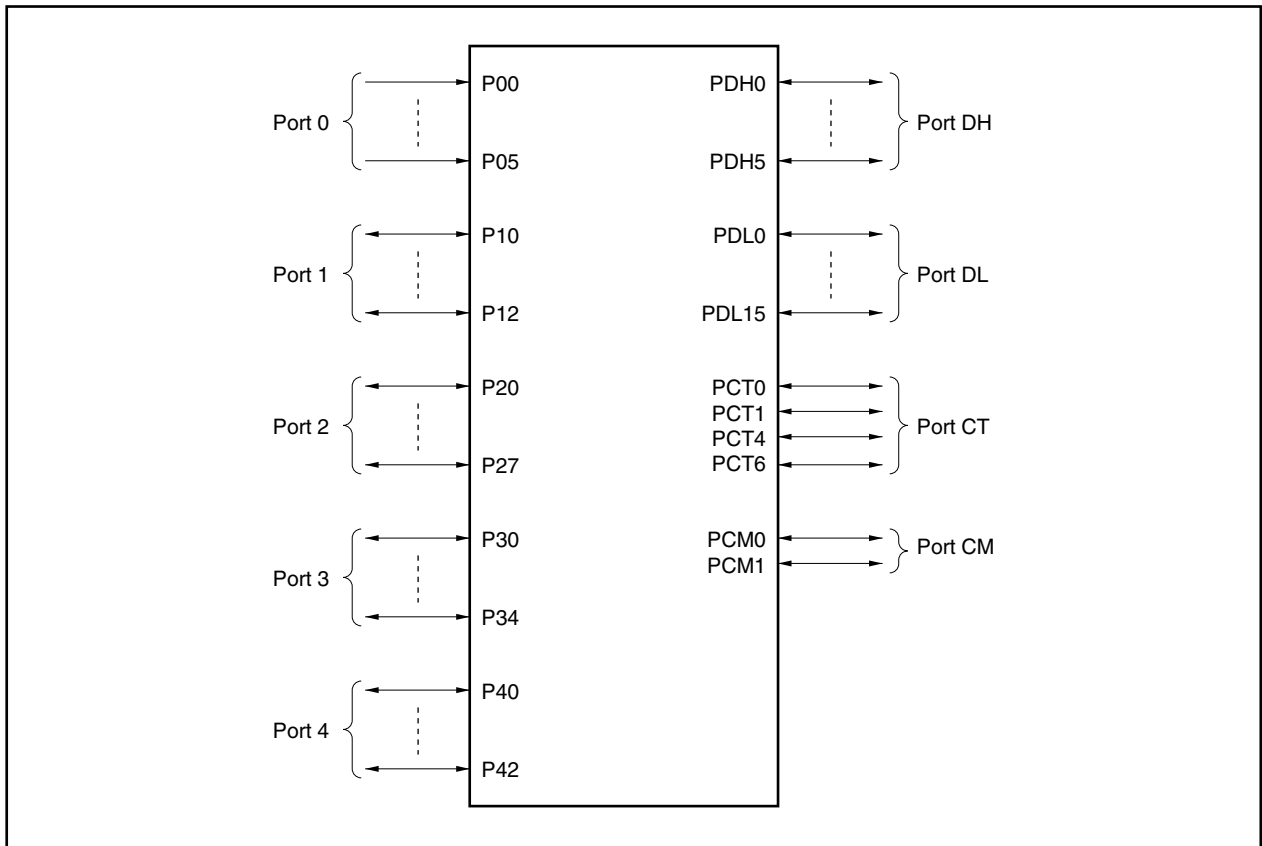 Port 0
P00
P05
Port 1
P10
P12
Port 2
P20
P27
Port 3
P30
P34
Port 4
P40
P42
PDH0
PDH5
Port DH
PDL0
PDL15
Port DL
PCT0
PCT1
PCT4
PCT6
Port CT
PCM0
PCM1
Port CM